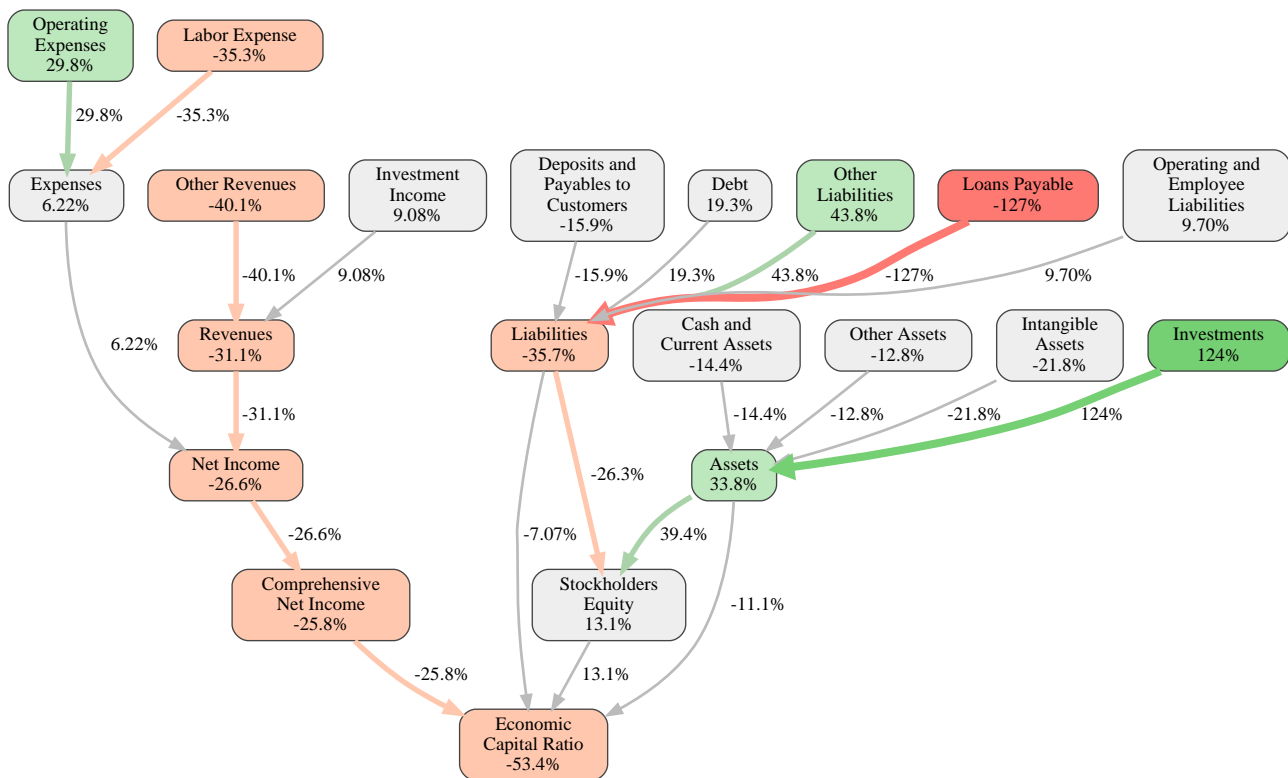 Operating
Expenses
29.8%
Labor Expense
-35.3%
29.8%
-35.3%
Expenses
6.22%
Other Revenues
-40.1%
Investment
Income
9.08%
Deposits and
Payables to
Customers
-15.9%
Debt
19.3%
Other
Liabilities
43.8%
Loans Payable
-127%
Operating and
Employee
Liabilities
9.70%
-40.1%
9.08%
-15.9%
19.3%
43.8%
-127%
9.70%
6.22%
Revenues
-31.1%
Liabilities
-35.7%
Cash and
Current Assets
-14.4%
Other Assets
-12.8%
Intangible
Assets
-21.8%
Investments
124%
-31.1%
-14.4%
-12.8%
-21.8%
124%
Net Income
-26.6%
-26.3%
Assets
33.8%
-26.6%
-7.07%
39.4%
Comprehensive
Net Income
-25.8%
Stockholders
Equity
13.1%
-11.1%
-25.8%
13.1%
Economic
Capital Ratio
-53.4%